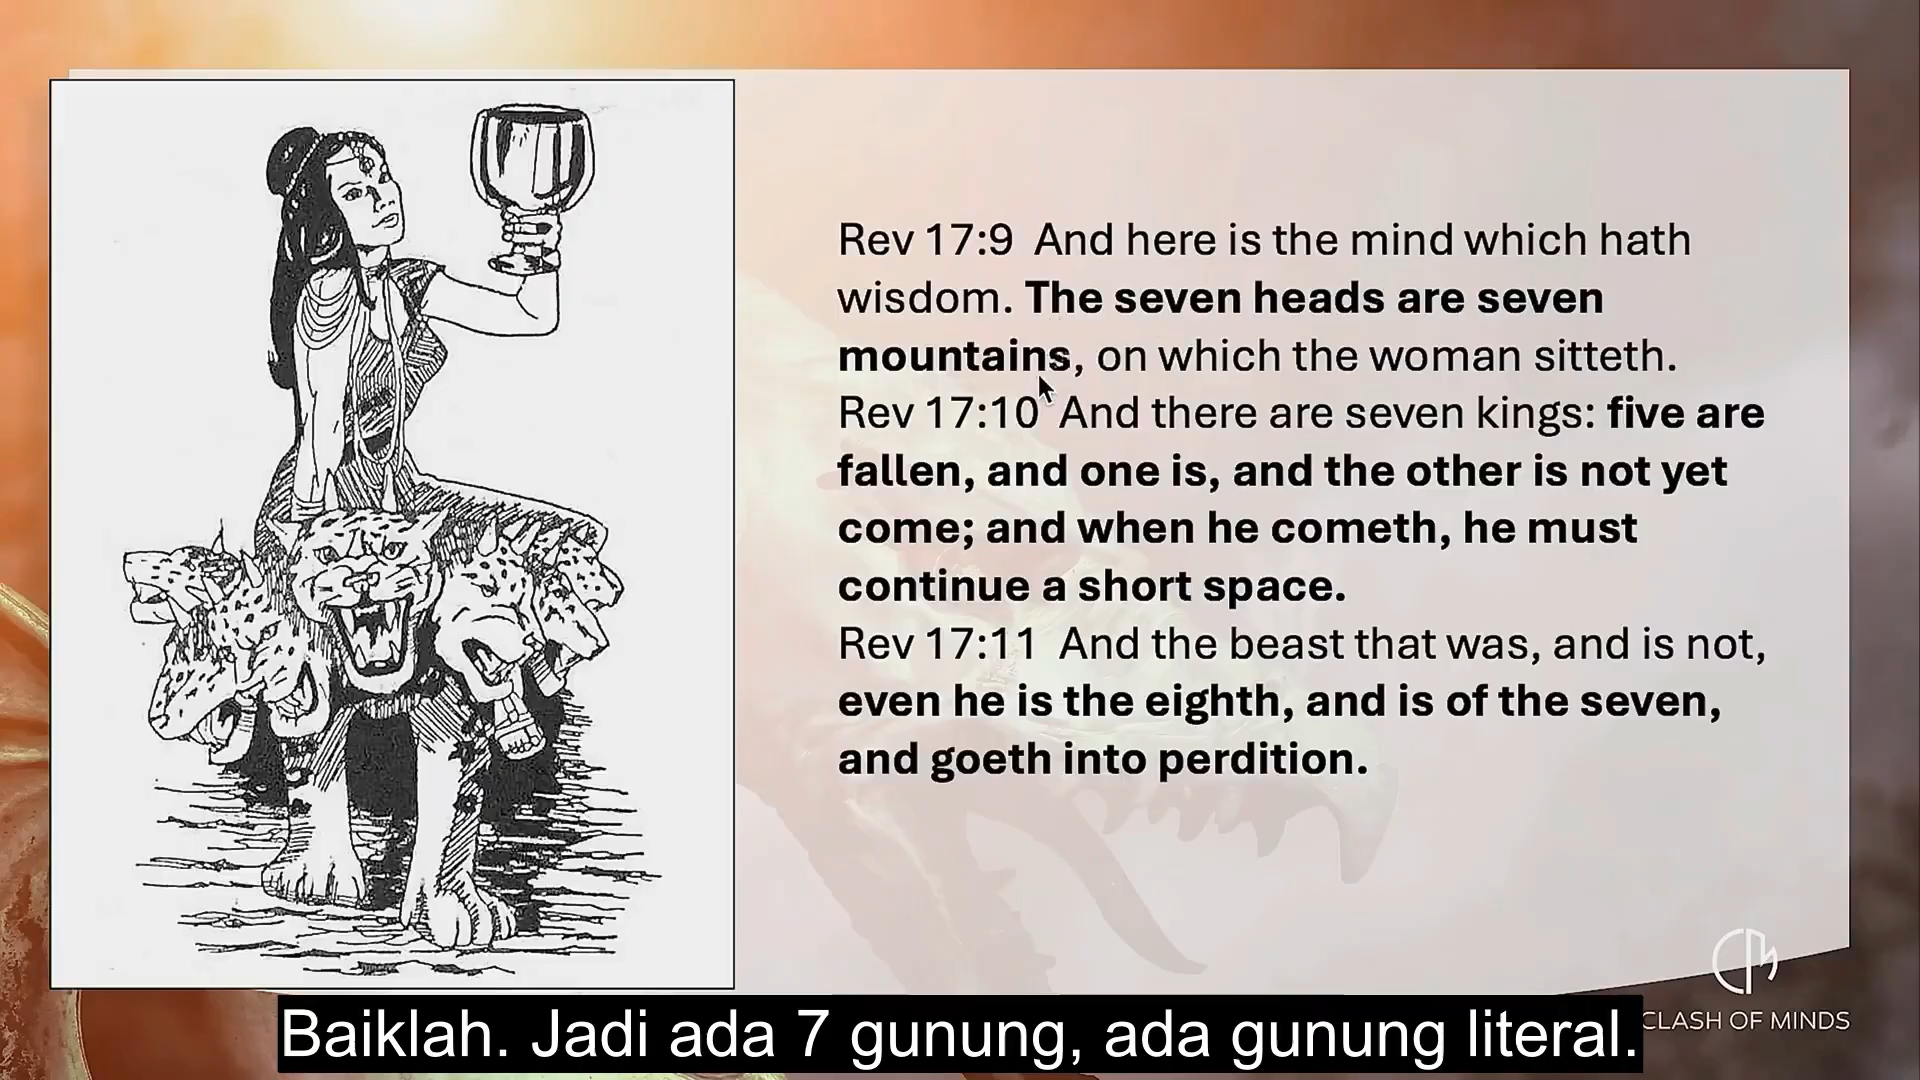 Rev 17:9 And here is the mind which hath
wisdom. The seven heads are seven
mountains, on which the woman sitteth.
Rev 17:10 And there are seven kings: five are
fallen, and one is, and the other is not yet
come; and when he cometh, he must
continue a short space.
Rev 17:11 And the beast that was, and is not,
even he is the eighth, and is of the seven,
and goeth into perdition.
CLASH OF MINDS
Baiklah. Jadi ada 7 gunung, ada gunung literal.